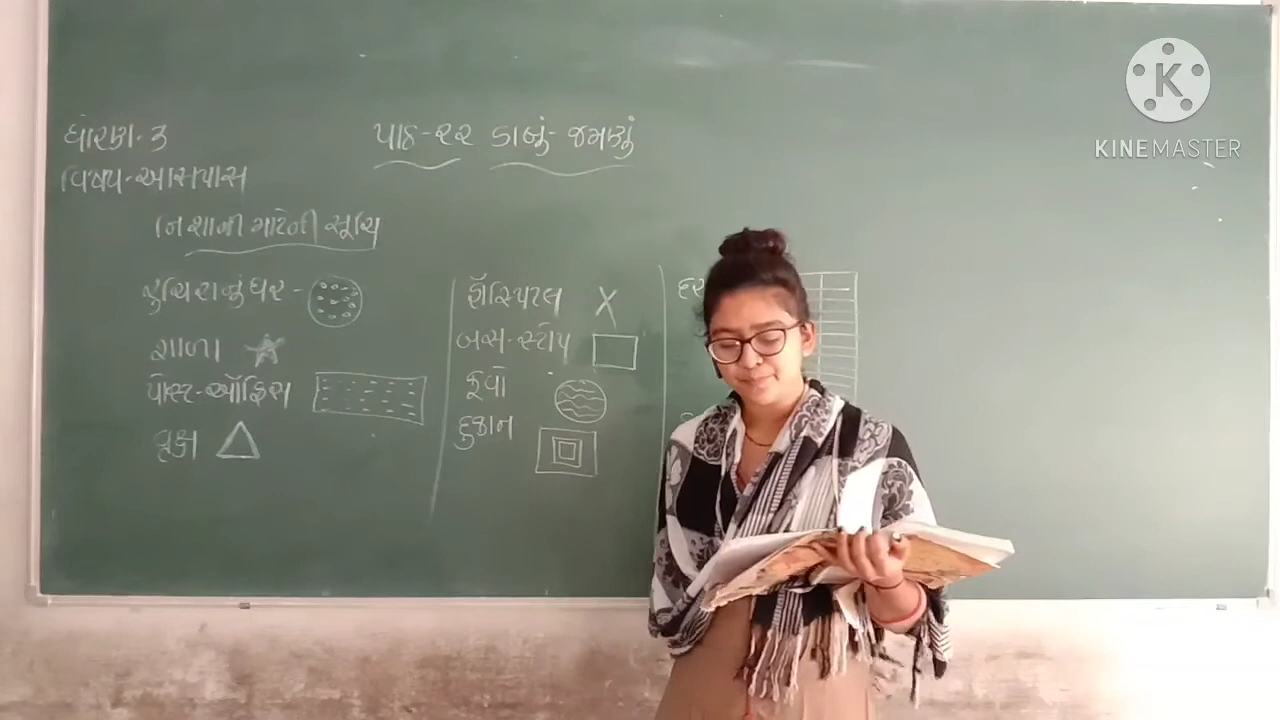 ધોરણ-૩
પાઠ-૨૨ ડાબું-જમણું
વિષય-આસપાસ
નિશાની માટેની સૂચિ
રુચિરાનું ઘર -
શાળા
પોસ્ટ-ઑફિસ
વૃક્ષ
હૉસ્પિટલ
બસ-સ્ટોપ
કૂવો
દુકાન
K
KINEMASTER